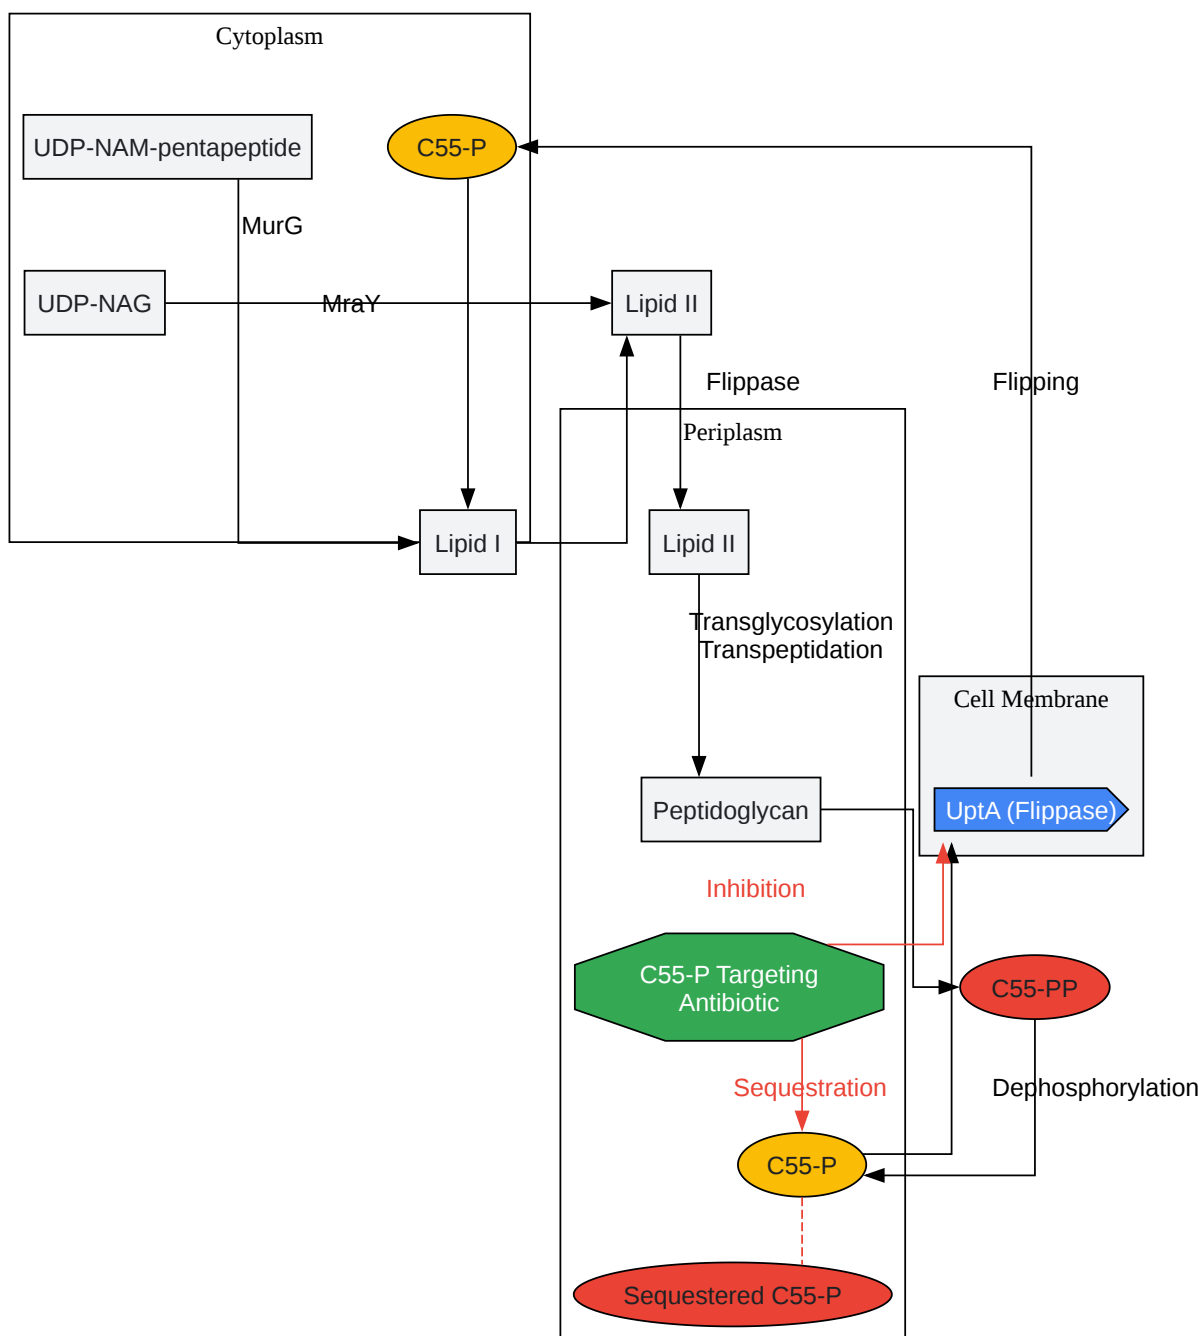 Cytoplasm
UDP-NAM-pentapeptide
C55-P
MurG
UDP-NAG
MraY
Lipid II
Flippase
Flipping
Periplasm
Lipid I
Lipid II
Transglycosylation
Transpeptidation
Cell Membrane
Peptidoglycan
UptA (Flippase)
Inhibition
C55-P Targeting
Antibiotic
C55-PP
Sequestration
Dephosphorylation
C55-P
Sequestered C55-P